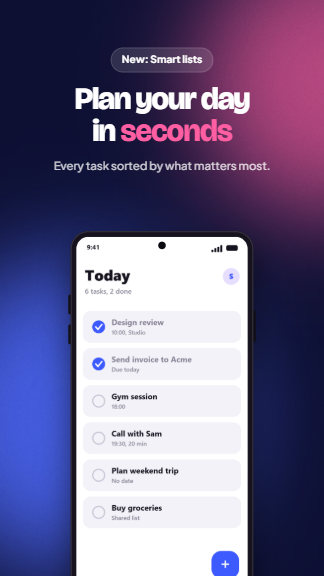 New: Smart lists
Plan your day
in seconds
Every task sorted by what matters most.
9:41
Today
S
6 tasks, 2 done
Design review
10:00, Studio
Send invoice to Acme
Due today
Gym session
18:00
Call with Sam
19:30, 20 min
Plan weekend trip
No date
Buy groceries
Shared list
+